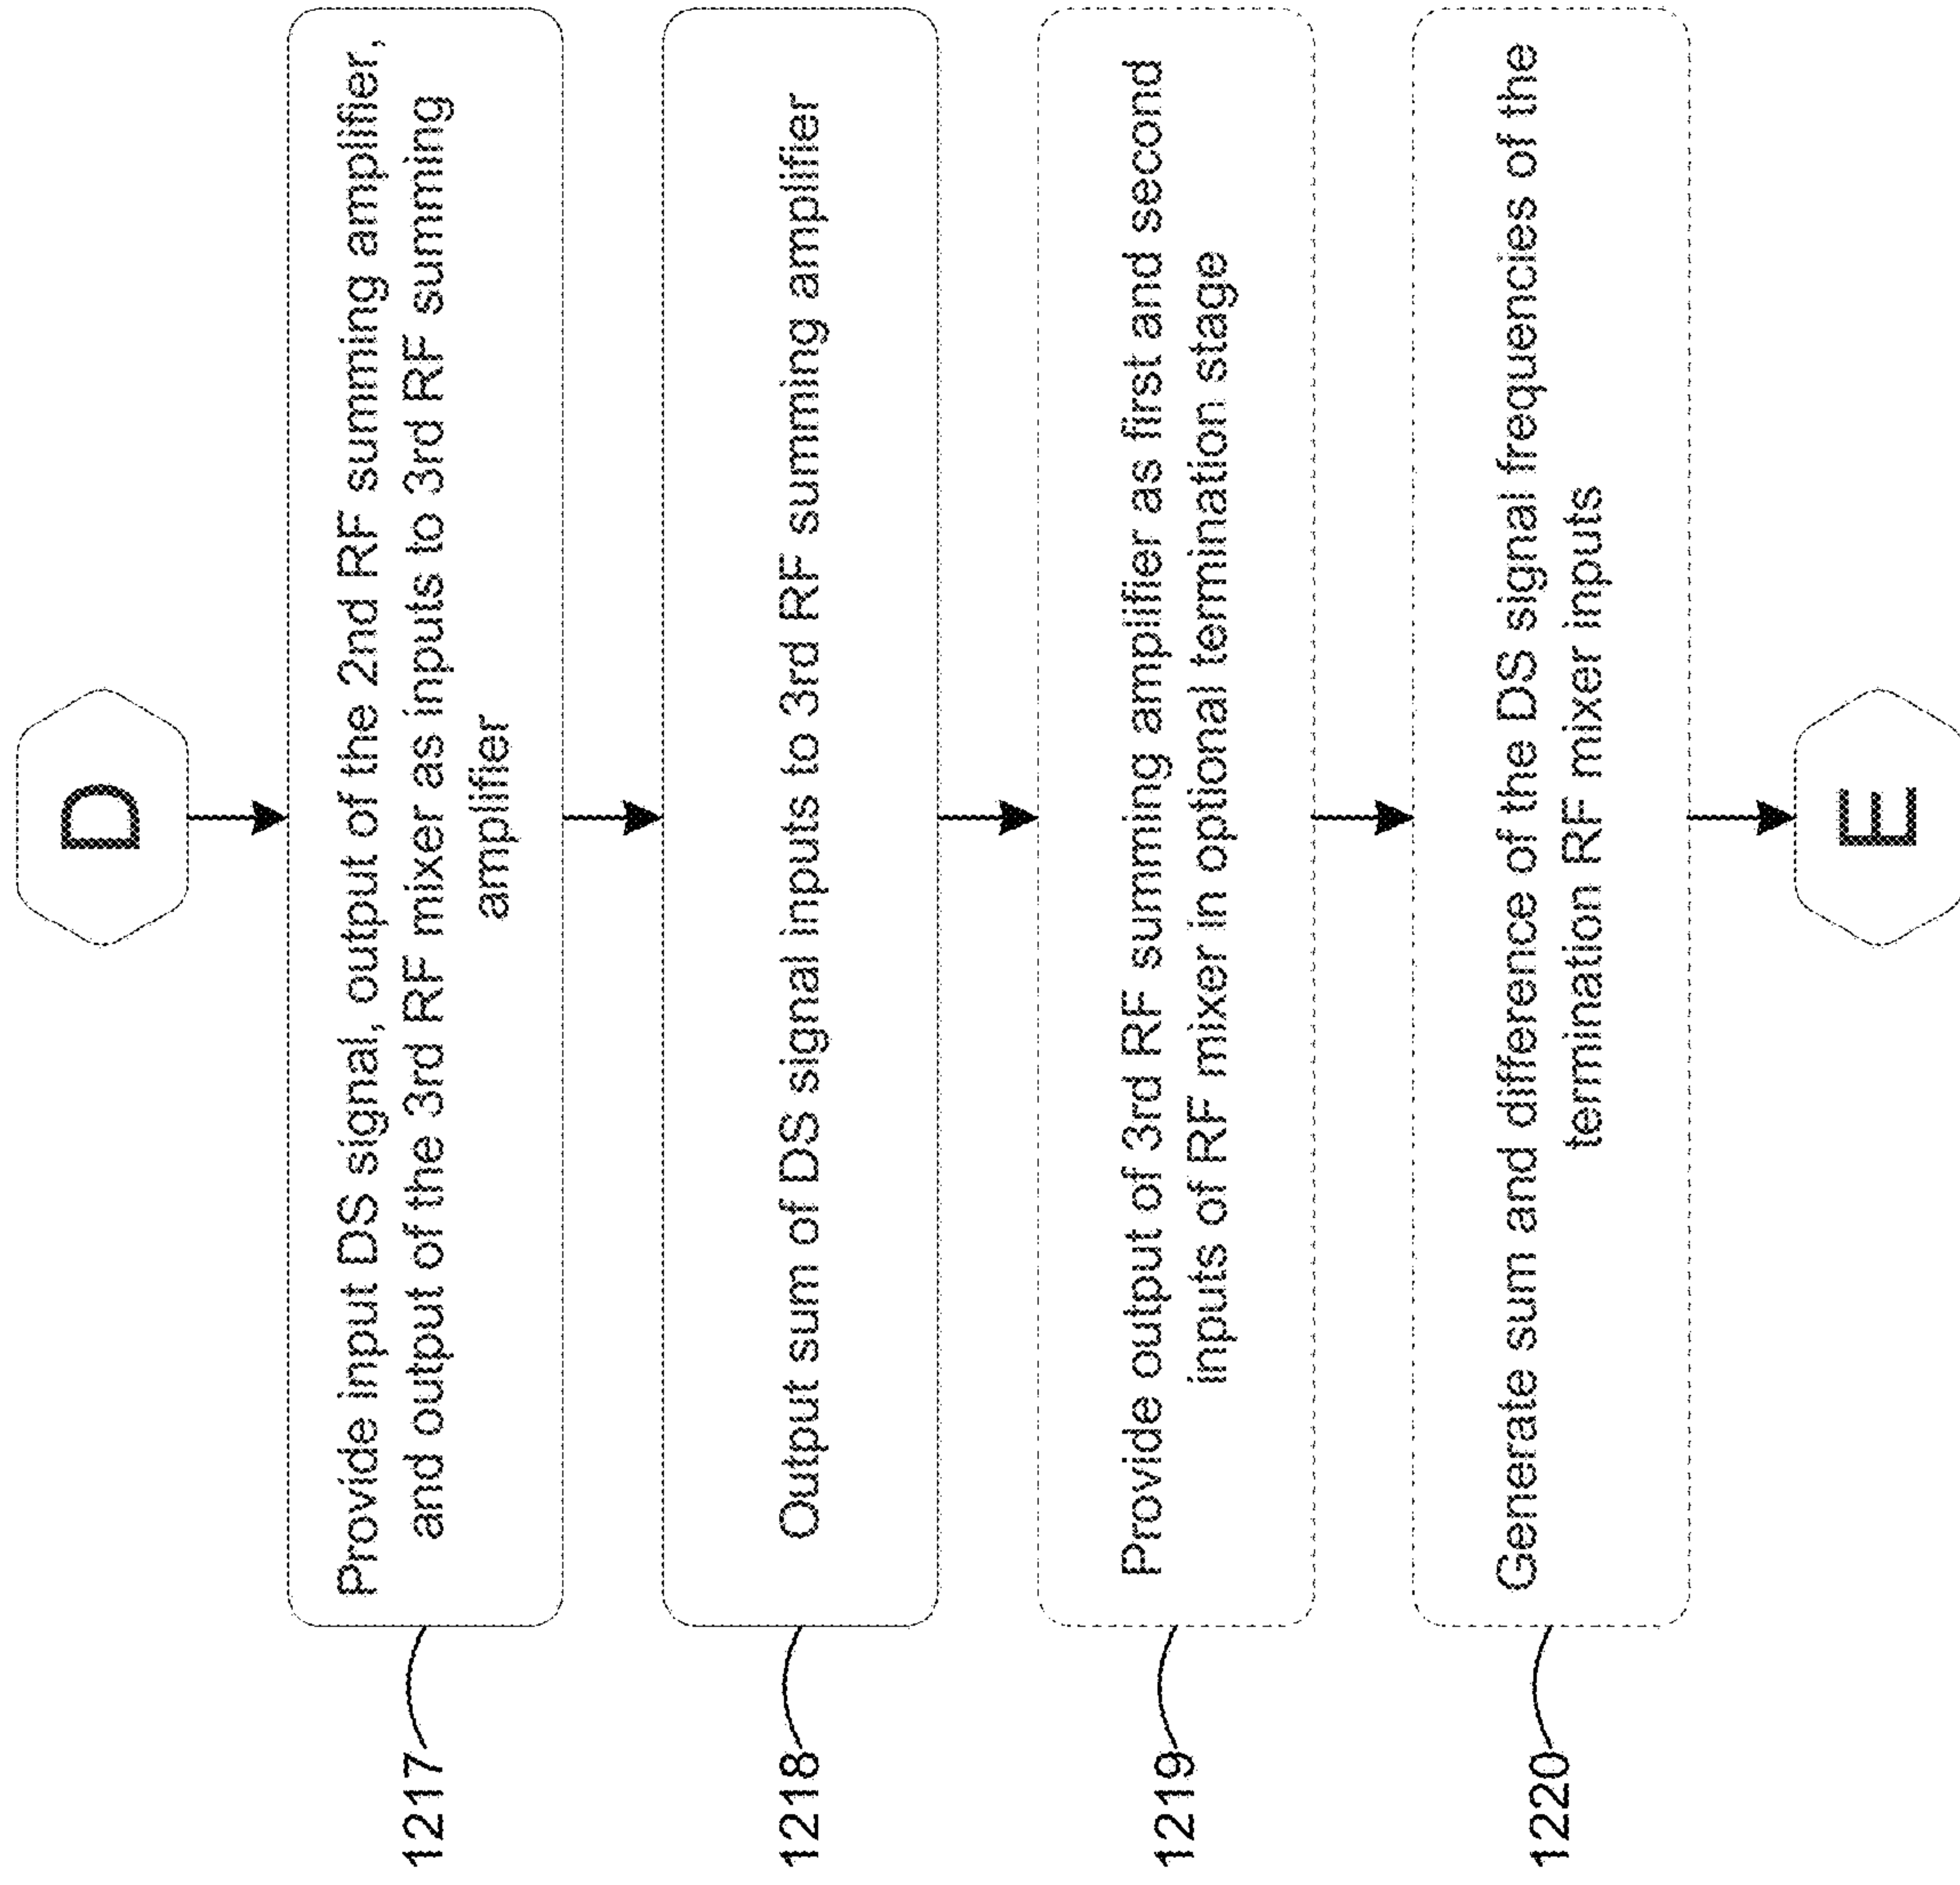 D
1217
Provide input DS signal, output of the 2nd RF summing amplifier,
and output of the 3rd RF mixer as inputs to 3rd RF summing
amplifier
1218
Output sum of DS signal inputs to 3rd RF summing amplifier
1219
Provide output of 3rd RF summing amplifier as first and second
inputs of RF mixer in optional termination stage
1220
Generate sum and difference of the DS signal frequencies of the
termination RF mixer inputs
E